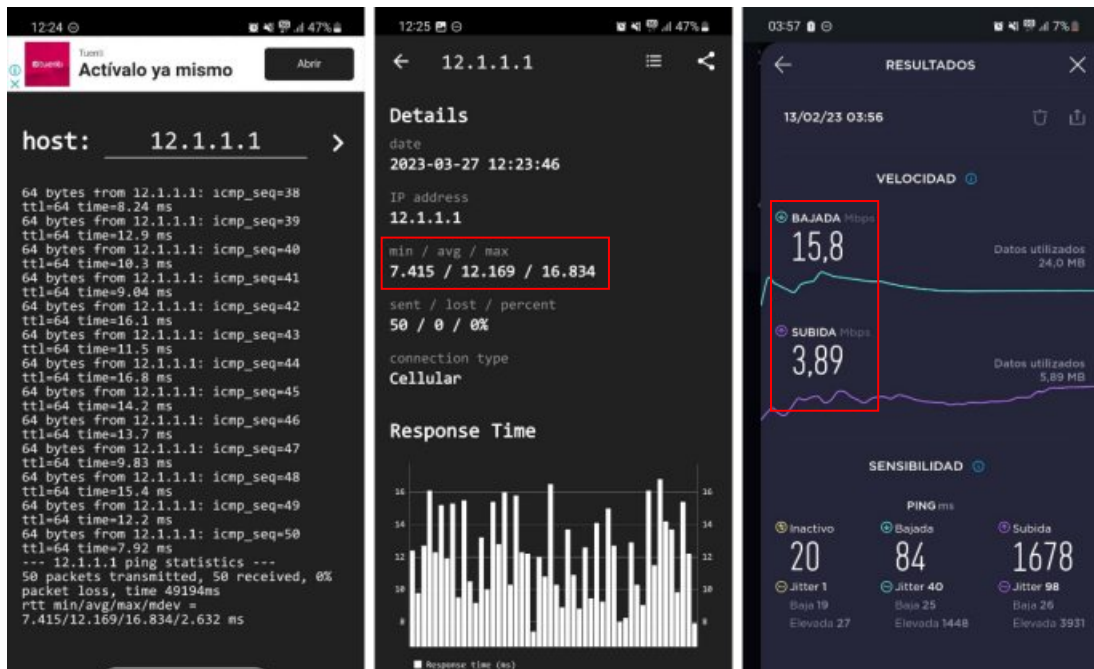 12:24
47%
Tuenti
Actívalo ya mismo
Abrir
host: 12.1.1.1
64 bytes from 12.1.1.1: icmp_seq=38
ttl=64 time=8.24 ms
64 bytes from 12.1.1.1: icmp_seq=39
ttl=64 time=12.9 ms
64 bytes from 12.1.1.1: icmp_seq=40
ttl=64 time=10.3 ms
64 bytes from 12.1.1.1: icmp_seq=41
ttl=64 time=9.04 ms
64 bytes from 12.1.1.1: icmp_seq=42
ttl=64 time=16.1 ms
64 bytes from 12.1.1.1: icmp_seq=43
ttl=64 time=11.5 ms
64 bytes from 12.1.1.1: icmp_seq=44
ttl=64 time=16.8 ms
64 bytes from 12.1.1.1: icmp_seq=45
ttl=64 time=14.2 ms
64 bytes from 12.1.1.1: icmp_seq=46
ttl=64 time=13.7 ms
64 bytes from 12.1.1.1: icmp_seq=47
ttl=64 time=9.83 ms
64 bytes from 12.1.1.1: icmp_seq=48
ttl=64 time=15.4 ms
64 bytes from 12.1.1.1: icmp_seq=49
ttl=64 time=12.2 ms
64 bytes from 12.1.1.1: icmp_seq=50
ttl=64 time=7.92 ms
--- 12.1.1.1 ping statistics ---
50 packets transmitted, 50 received, 0%
packet loss, time 49194ms
rtt min/avg/max/mdev =
7.415/12.169/16.834/2.632 ms
12:25
47%
12.1.1.1
Details
date
2023-03-27 12:23:46
IP address
12.1.1.1
min / avg / max
7.415 / 12.169 / 16.834
sent / lost / percent
50 / 0 / 0%
connection type
Cellular
Response Time
16 16
14 14
12 12
10 10
8 8
Response time (ms)
03:57
7%
RESULTADOS
13/02/23 03:56
VELOCIDAD
BAJADA Mbps
15,8
Datos utilizados
24,0 MB
SUBIDA Mbps
3,89
Datos utilizados
5,89 MB
SENSIBILIDAD
PING ms
Inactivo Bajada Subida
20 84 1678
Jitter 1 Jitter 40 Jitter 98
Baja 19 Baja 25 Baja 26
Elevada 27 Elevada 1448 Elevada 3931